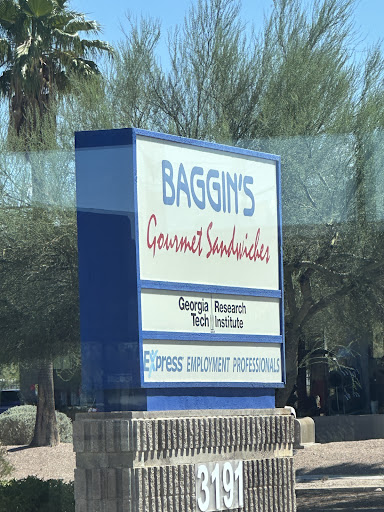 BAGGIN'S
Gourmet Sandwiches
Georgia Research
Tech Institute
Express EMPLOYMENT PROFESSIONALS
3191